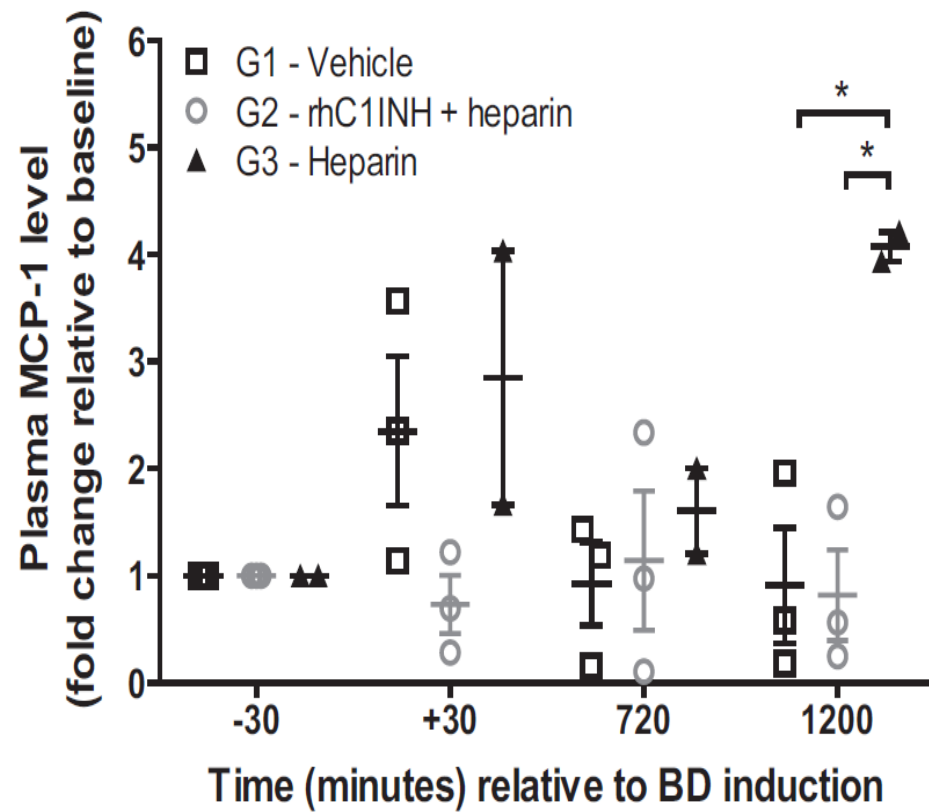 Plasma MCP-1 level
(fold change relative to baseline)
6
5
4
3
2
1
0
G1 - Vehicle
G2 - rhC1INH + heparin
G3 - Heparin
*
*
-30
+30
720
1200
Time (minutes) relative to BD induction